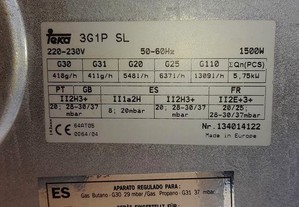 Teka 3G1P SL
220-230V 50-60Hz 1500W
G30 G31 G20 G25 G110 ΣQn(PCS)
418g/h 411g/h 548l/h 637l/h 1309l/h 5,75kW
PT GB ES FR
II2H3+ II1a2H II2H3+ II2E+3+
20; 28-30/37 mbar 8, 20mbar 20; 28-30/37 mbar 20/25; 28-30/37mbar
CE Nr.134014122
Made in Europe
ES APARATO REGULADO PARA:
Gas Butano-G30 29 mbar/Gas Propano-G31 37 mbar